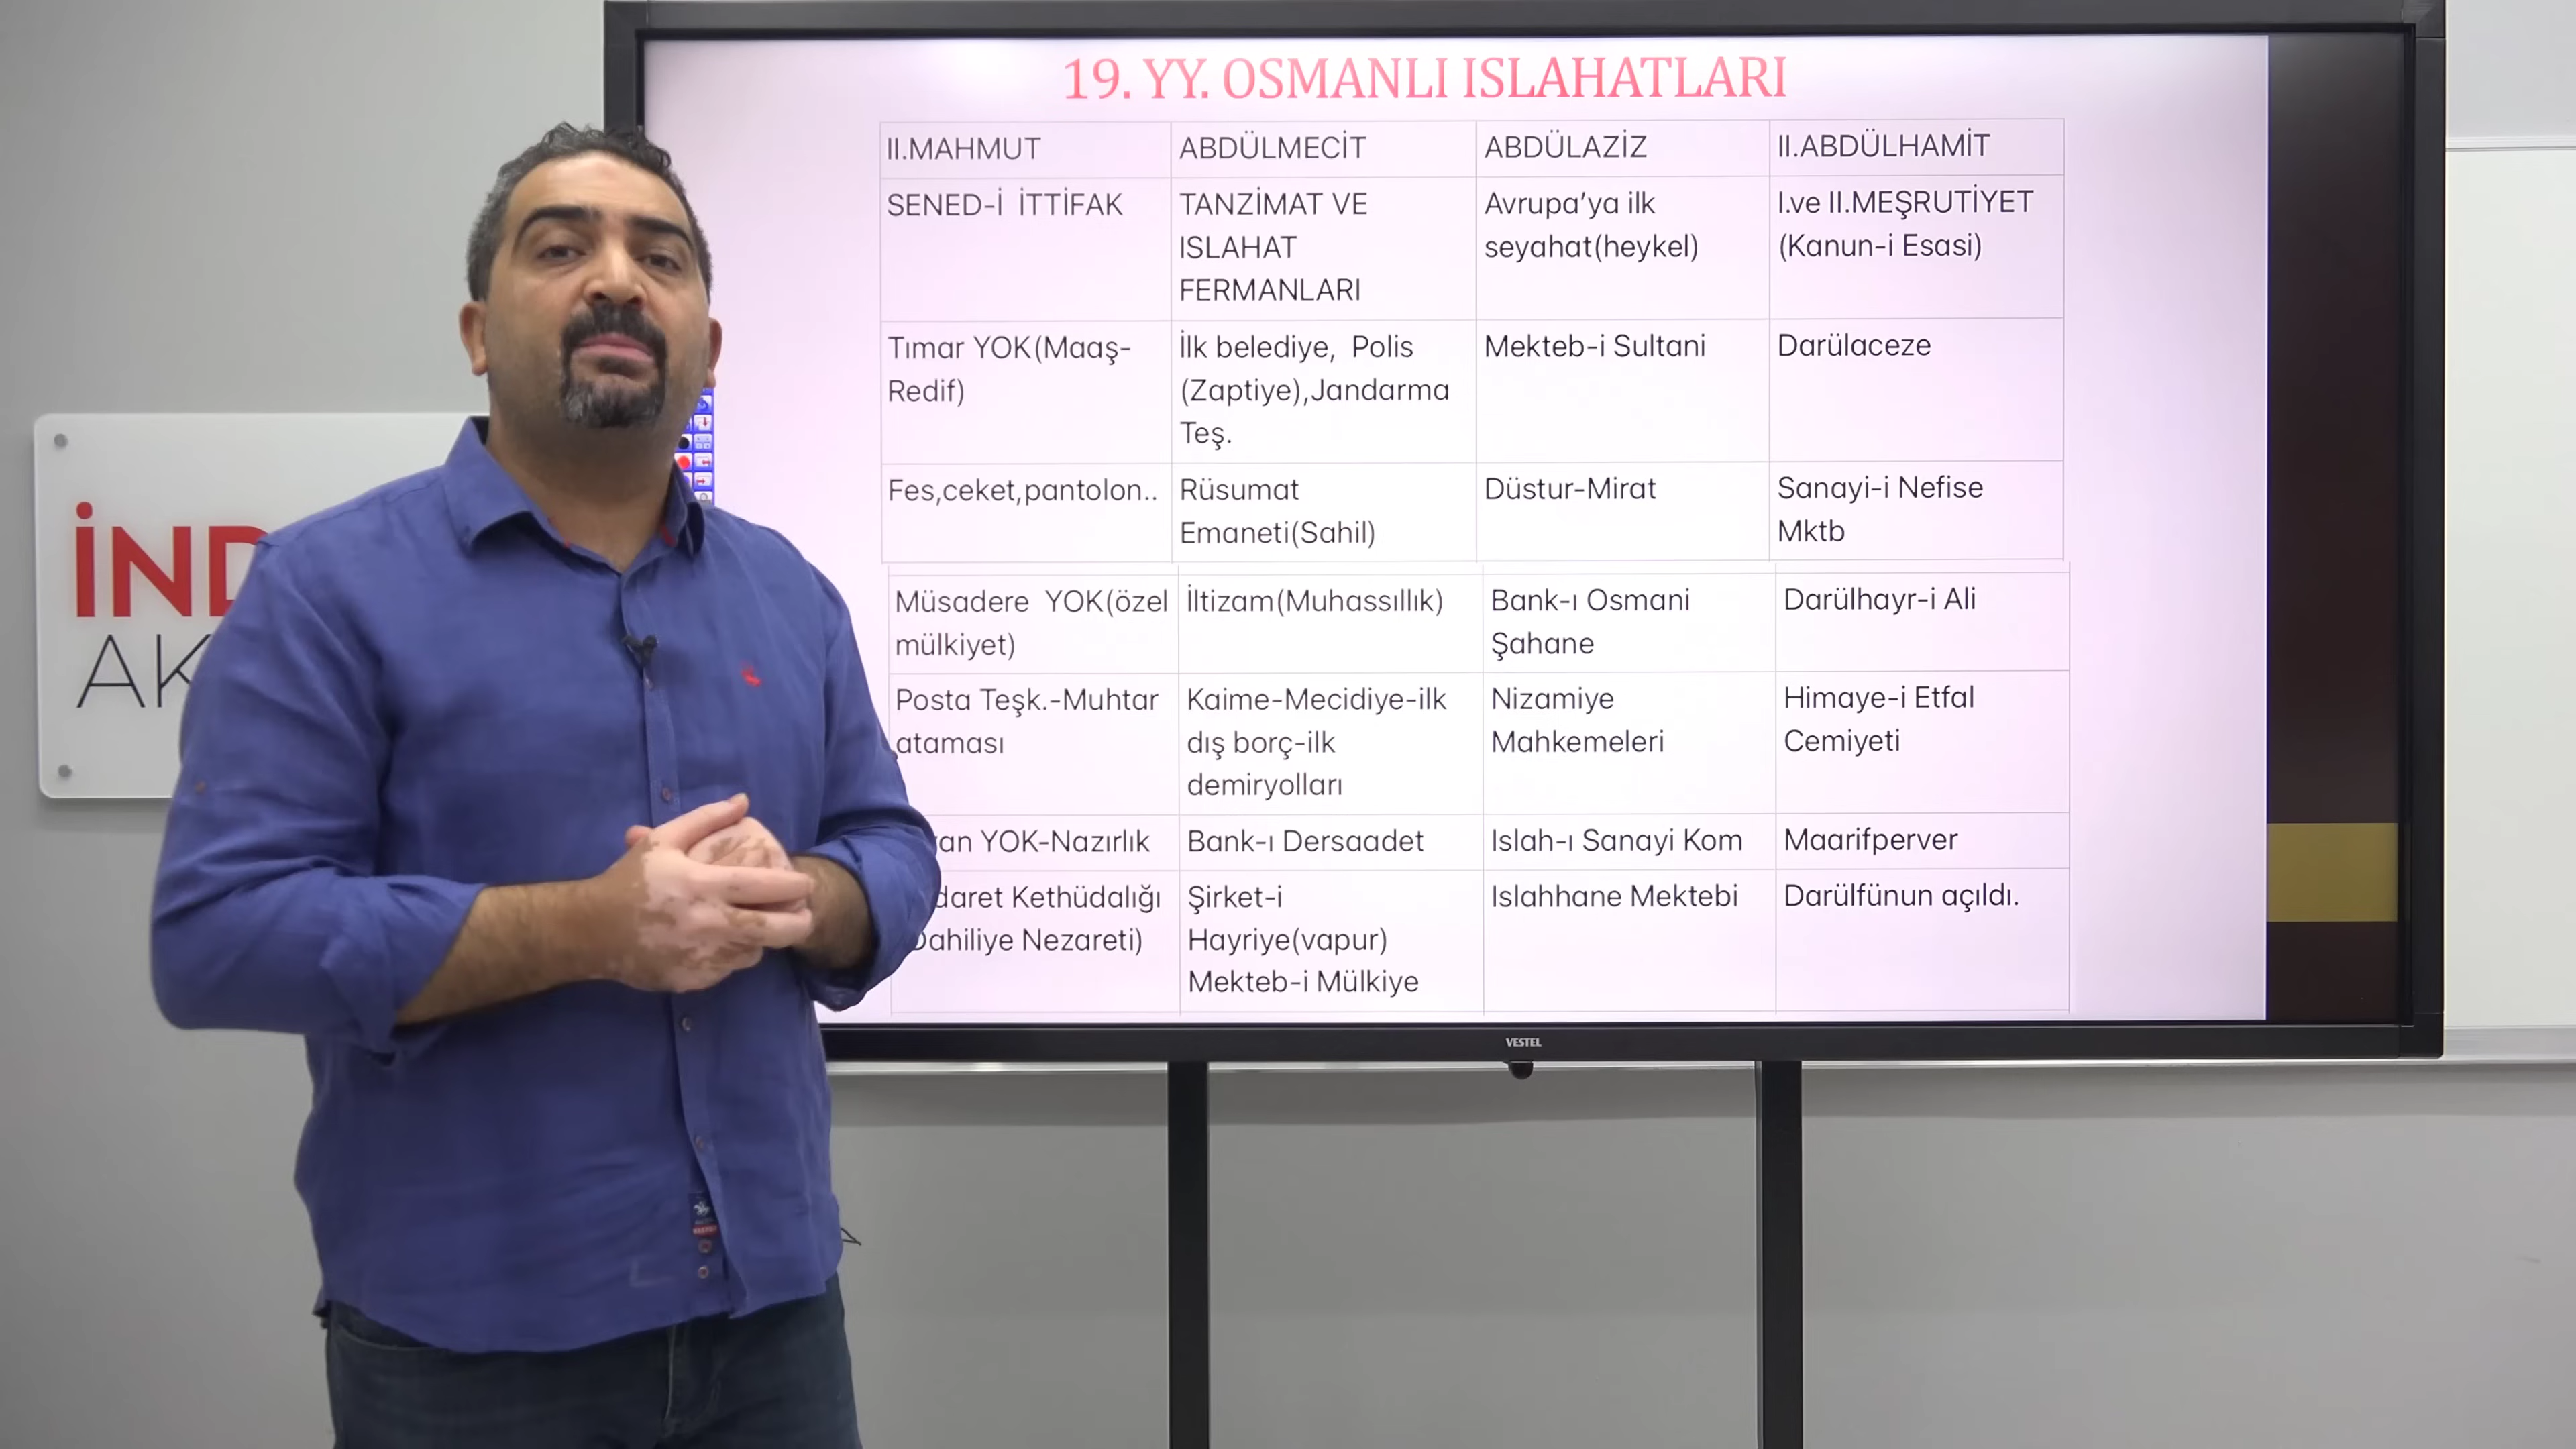 19. YY. OSMANLI ISLAHATLARI
II.MAHMUT
ABDÜLMECİT
ABDÜLAZİZ
II.ABDÜLHAMİT
SENED-İ İTTİFAK
TANZİMAT VE
ISLAHAT
FERMANLARI
Avrupa’ya ilk
seyahat(heykel)
I.ve II.MEŞRUTİYET
(Kanun-i Esasi)
Tımar YOK(Maaş-
Redif)
İlk belediye, Polis
(Zaptiye),Jandarma
Teş.
Mekteb-i Sultani
Darülaceze
Fes,ceket,pantolon..
Rüsumat
Emaneti(Sahil)
Düstur-Mirat
Sanayi-i Nefise
Mktb
Müsadere YOK(özel
mülkiyet)
İltizam(Muhassıllık)
Bank-ı Osmani
Şahane
Darülhayr-i Ali
Posta Teşk.-Muhtar
ataması
Kaime-Mecidiye-ilk
dış borç-ilk
demiryolları
Nizamiye
Mahkemeleri
Himaye-i Etfal
Cemiyeti
YOK-Nazırlık
Bank-ı Dersaadet
Islah-ı Sanayi Kom
Maarifperver
Kethüdalığı
Nezareti)
Şirket-i
Hayriye(vapur)
Mekteb-i Mülkiye
Islahhane Mektebi
Darülfünun açıldı.
İND
AK
VESTEL